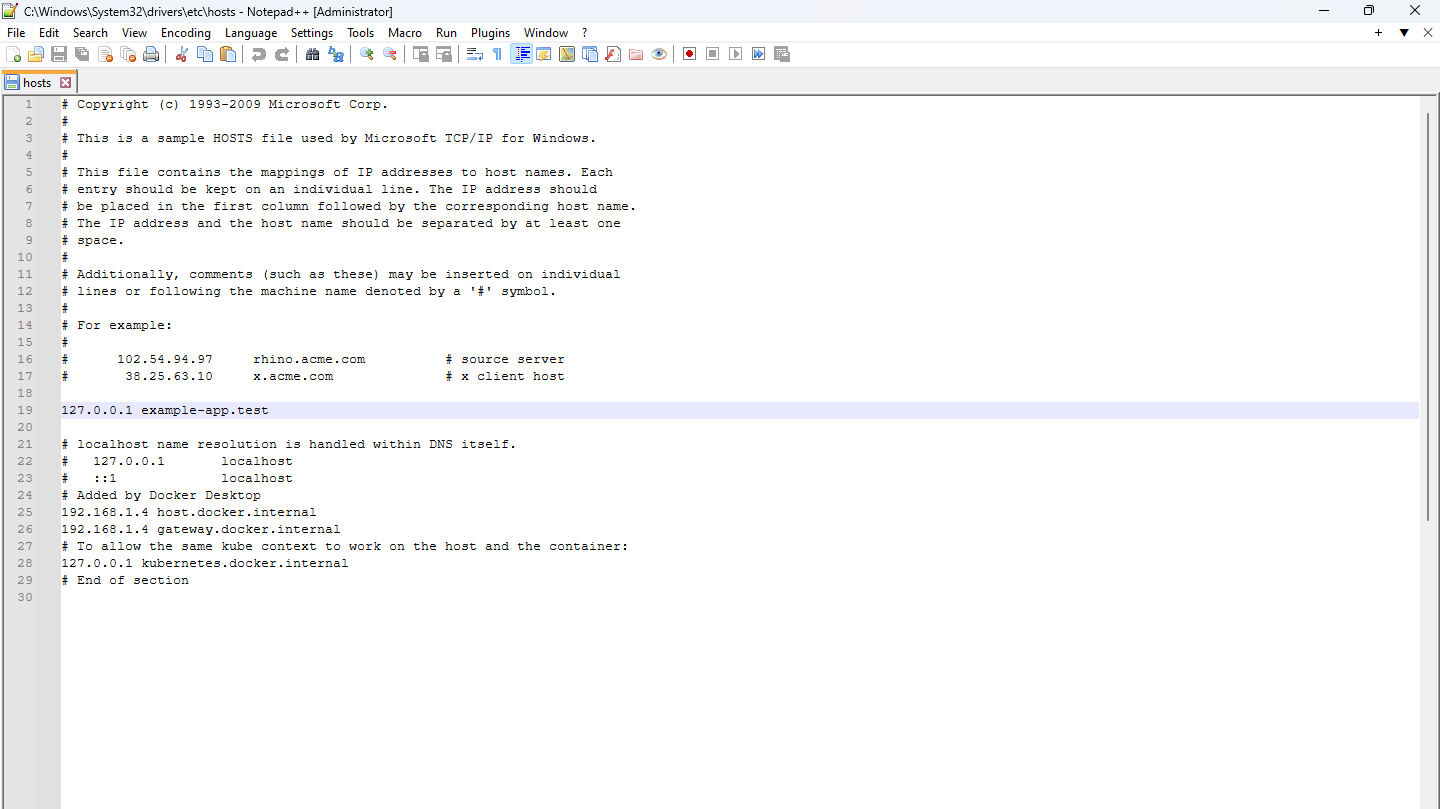 C:\Windows\System32\drivers\etc\hosts - Notepad++ [Administrator]
File Edit Search View Encoding Language Settings Tools Macro Run Plugins Window ?
hosts
1 # Copyright (c) 1993-2009 Microsoft Corp.
2 #
3 # This is a sample HOSTS file used by Microsoft TCP/IP for Windows.
4 #
5 # This file contains the mappings of IP addresses to host names. Each
6 # entry should be kept on an individual line. The IP address should
7 # be placed in the first column followed by the corresponding host name.
8 # The IP address and the host name should be separated by at least one
9 # space.
10 #
11 # Additionally, comments (such as these) may be inserted on individual
12 # lines or following the machine name denoted by a '#' symbol.
13 #
14 # For example:
15 #
16 #      102.54.94.97     rhino.acme.com          # source server
17 #       38.25.63.10     x.acme.com              # x client host
18
19 127.0.0.1 example-app.test
20
21 # localhost name resolution is handled within DNS itself.
22 #   127.0.0.1       localhost
23 #   ::1             localhost
24 # Added by Docker Desktop
25 192.168.1.4 host.docker.internal
26 192.168.1.4 gateway.docker.internal
27 # To allow the same kube context to work on the host and the container:
28 127.0.0.1 kubernetes.docker.internal
29 # End of section
30